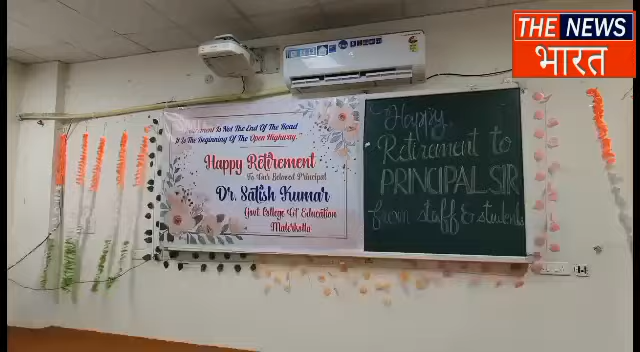 THE NEWS
भारत
ment Is Not The End Of The Road
It Is The Beginning Of The Open Highway."
Happy Retirement
To Our Beloved Principal
Dr. Satish Kumar
Govt. College Of Education
Malerkotla
Happy
Retirement to
PRINCIPAL SIR
from staff & students